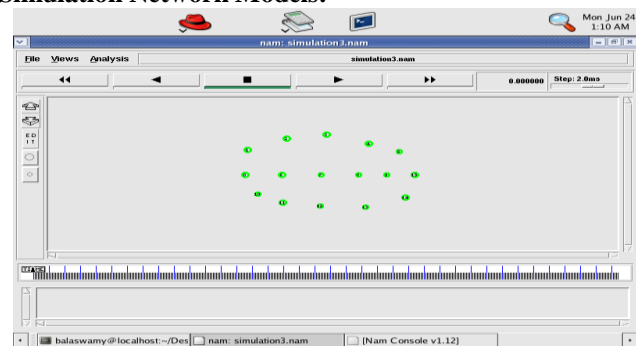 Simulation Network Models:
Mon Jun 24
1:10 AM
nam: simulation3.nam
File Views Analysis simulation3.nam
0.000000 Step: 2.0ms
E D
I T
TIME
balaswamy@localhost:~/Des nam: simulation3.nam [Nam Console v1.12]